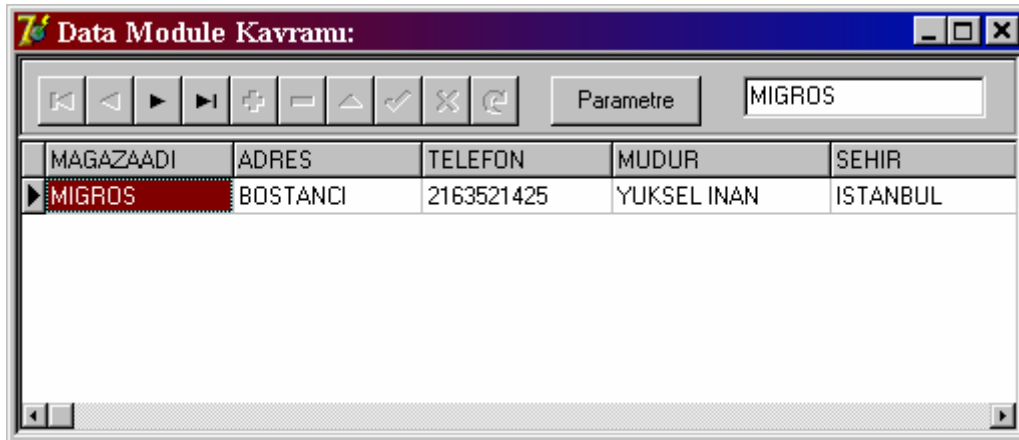 Data Module Kavramı:
Parametre MIGROS
MAGAZAADI ADRES TELEFON MUDUR SEHIR
MIGROS BOSTANCI 2163521425 YUKSEL INAN ISTANBUL